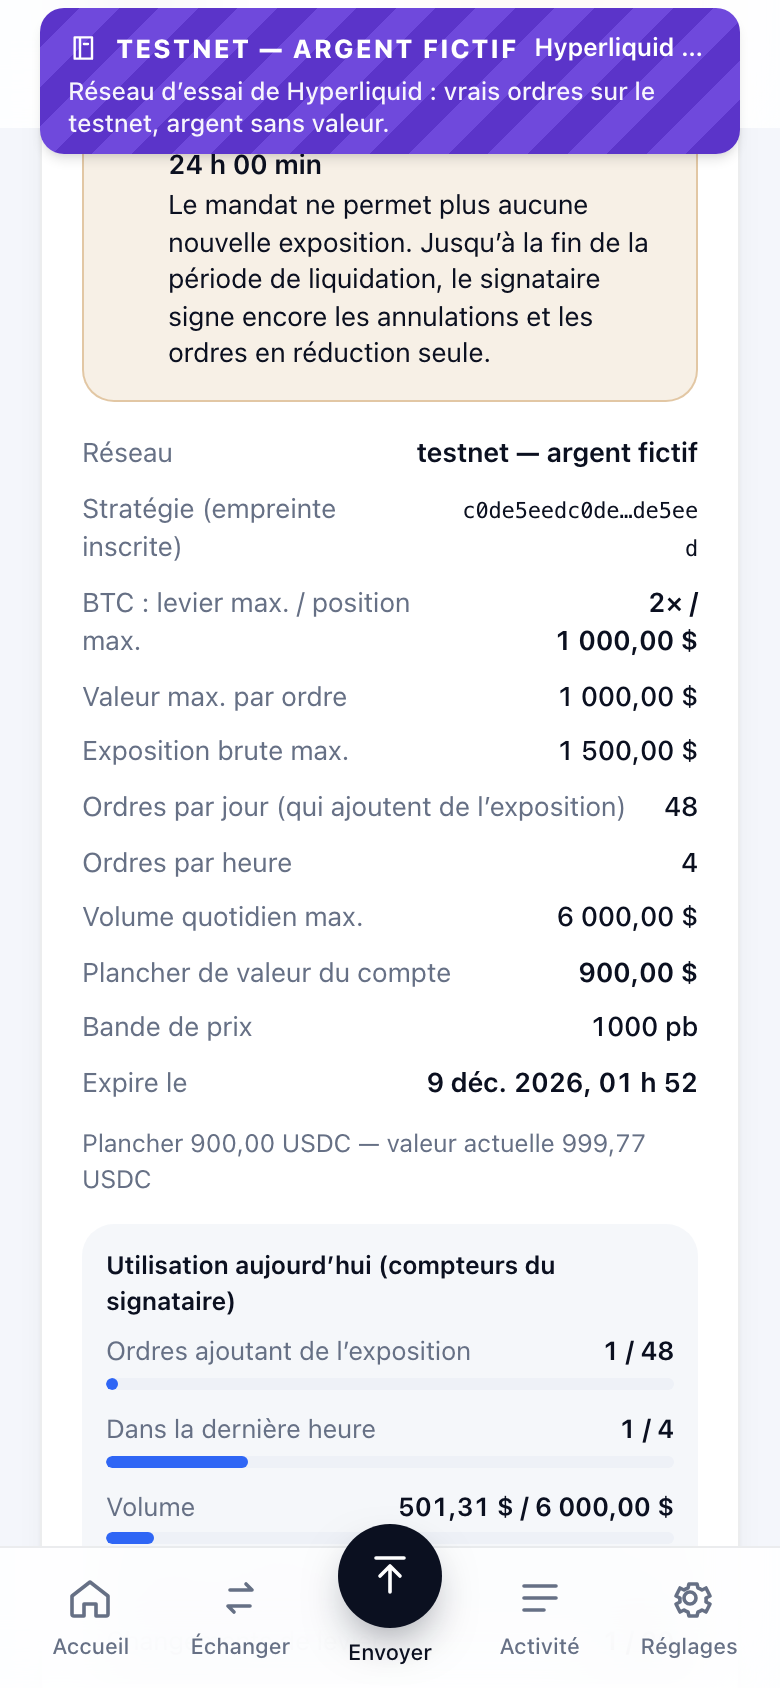 TESTNET — ARGENT FICTIF Hyperliquid ...
Réseau d’essai de Hyperliquid : vrais ordres sur le
testnet, argent sans valeur.
24 h 00 min
Le mandat ne permet plus aucune
nouvelle exposition. Jusqu’à la fin de la
période de liquidation, le signataire
signe encore les annulations et les
ordres en réduction seule.
Réseau testnet — argent fictif
Stratégie (empreinte c0de5eedc0de…de5ee
inscrite) d
BTC : levier max. / position 2× /
max. 1 000,00 $
Valeur max. par ordre 1 000,00 $
Exposition brute max. 1 500,00 $
Ordres par jour (qui ajoutent de l’exposition) 48
Ordres par heure 4
Volume quotidien max. 6 000,00 $
Plancher de valeur du compte 900,00 $
Bande de prix 1000 pb
Expire le 9 déc. 2026, 01 h 52
Plancher 900,00 USDC — valeur actuelle 999,77
USDC
Utilisation aujourd’hui (compteurs du
signataire)
Ordres ajoutant de l’exposition 1 / 48
Dans la dernière heure 1 / 4
Volume 501,31 $ / 6 000,00 $
Accueil Échanger Envoyer Activité Réglages